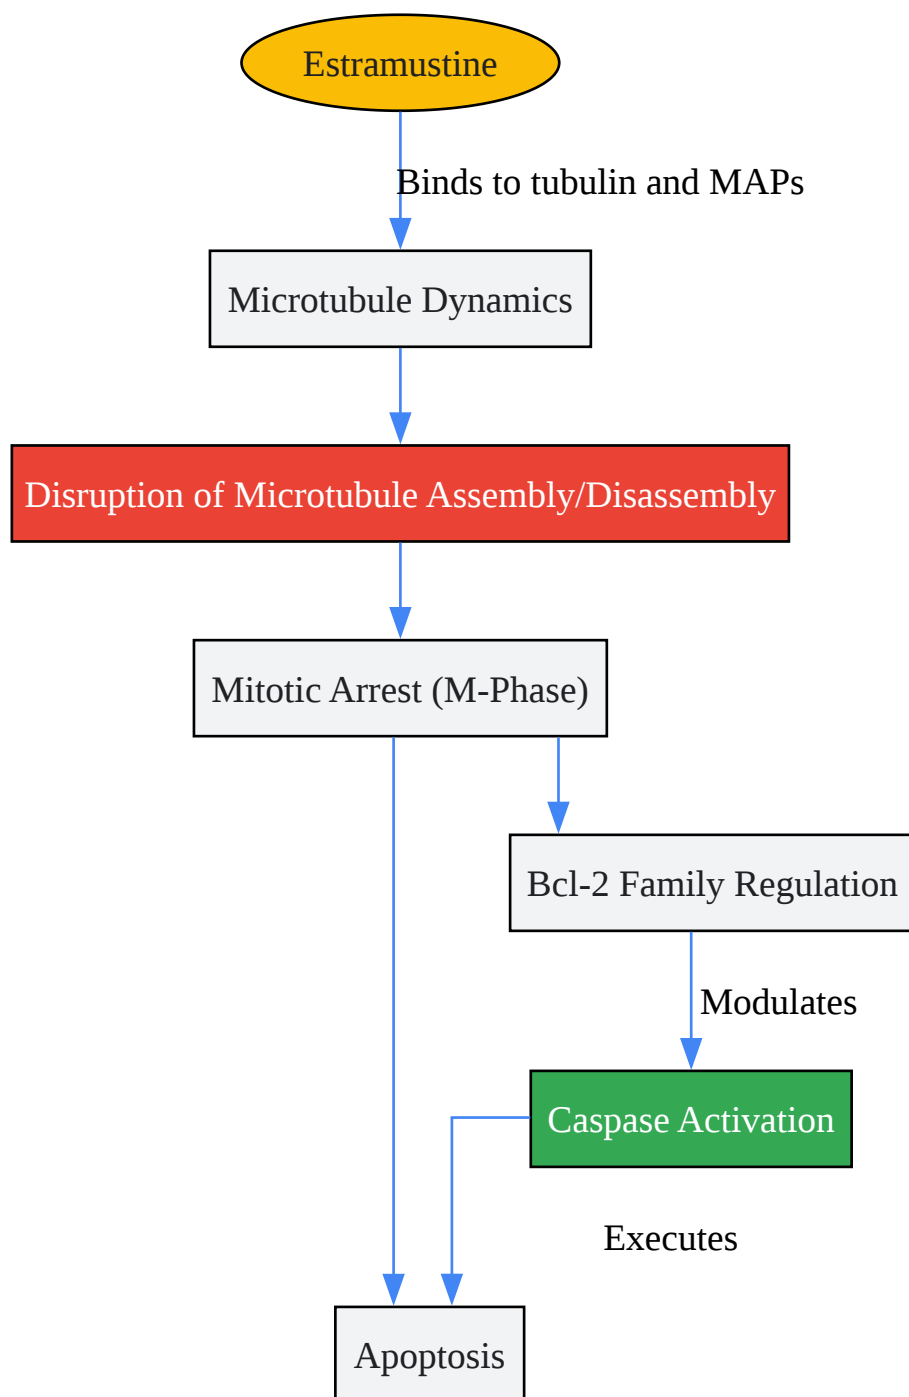 Estramustine
Binds to tubulin and MAPs
Microtubule Dynamics
Disruption of Microtubule Assembly/Disassembly
Mitotic Arrest (M-Phase)
Bcl-2 Family Regulation
Modulates
Caspase Activation
Executes
Apoptosis